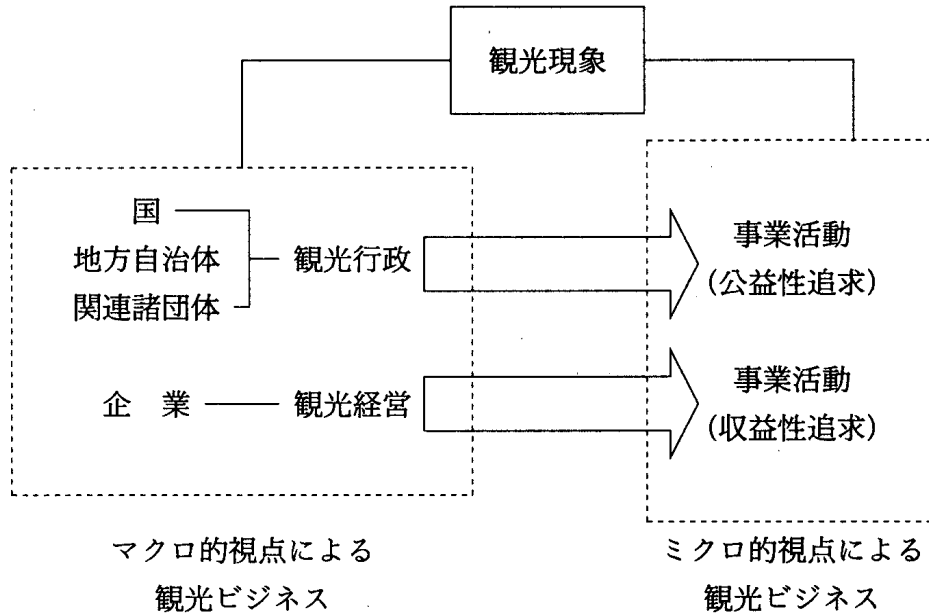 観光現象
国
地方自治体
関連諸団体
観光行政
企 業
観光経営
事業活動
(公益性追求)
事業活動
(収益性追求)
マクロ的視点による
観光ビジネス
ミクロ的視点による
観光ビジネス